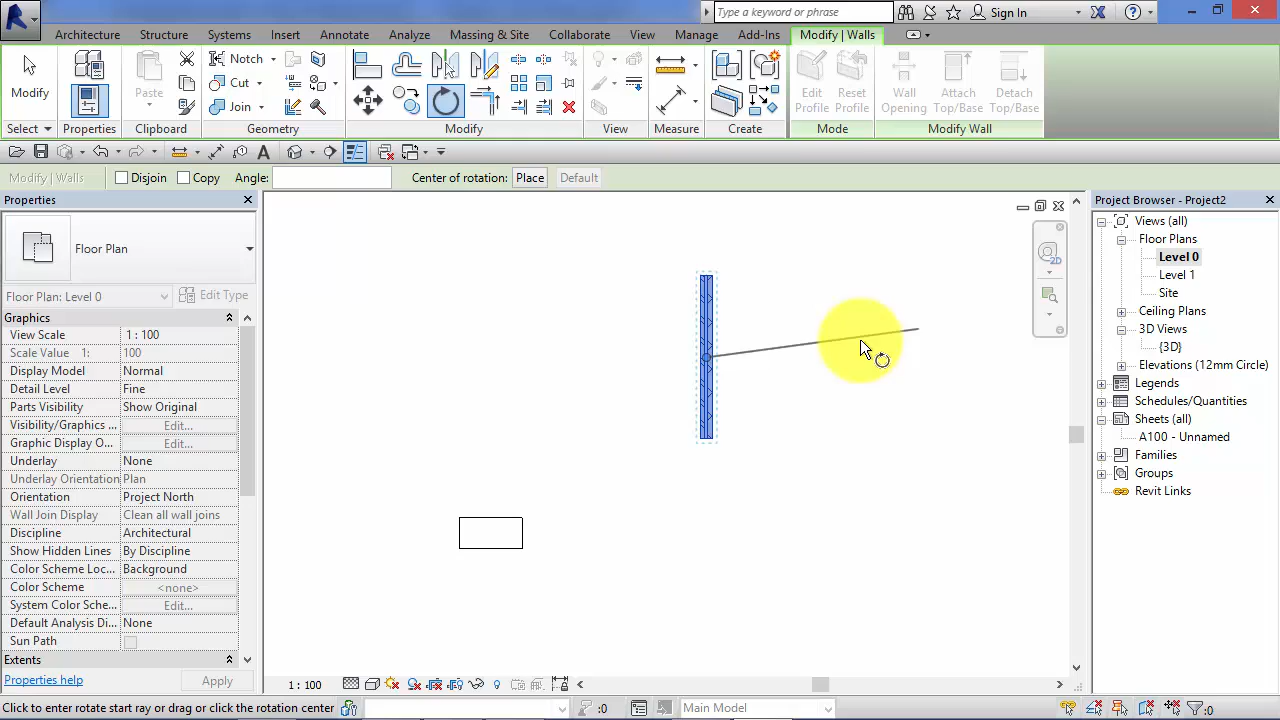 Type a keyword or phrase
Sign In
Architecture Structure Systems Insert Annotate Analyze Massing & Site Collaborate View Manage Add-Ins Modify | Walls
Modify
Paste
Notch
Cut
Join
Edit Profile
Reset Profile
Wall Opening
Attach Top/Base
Detach Top/Base
Select Properties Clipboard Geometry Modify View Measure Create Mode Modify Wall
Modify | Walls Disjoin Copy Angle: Center of rotation: Place Default
Properties
Floor Plan
Floor Plan: Level 0 Edit Type
Graphics
View Scale 1 : 100
Scale Value 1: 100
Display Model Normal
Detail Level Fine
Parts Visibility Show Original
Visibility/Graphics ... Edit...
Graphic Display O... Edit...
Underlay None
Underlay Orientation Plan
Orientation Project North
Wall Join Display Clean all wall joins
Discipline Architectural
Show Hidden Lines By Discipline
Color Scheme Loc... Background
Color Scheme <none>
System Color Sche... Edit...
Default Analysis Di... None
Sun Path
Extents
Properties help Apply
2D
1 : 100
Project Browser - Project2
Views (all)
Floor Plans
Level 0
Level 1
Site
Ceiling Plans
3D Views
{3D}
Elevations (12mm Circle)
Legends
Schedules/Quantities
Sheets (all)
A100 - Unnamed
Families
Groups
Revit Links
Click to enter rotate start ray or drag or click the rotation center :0 Main Model :0